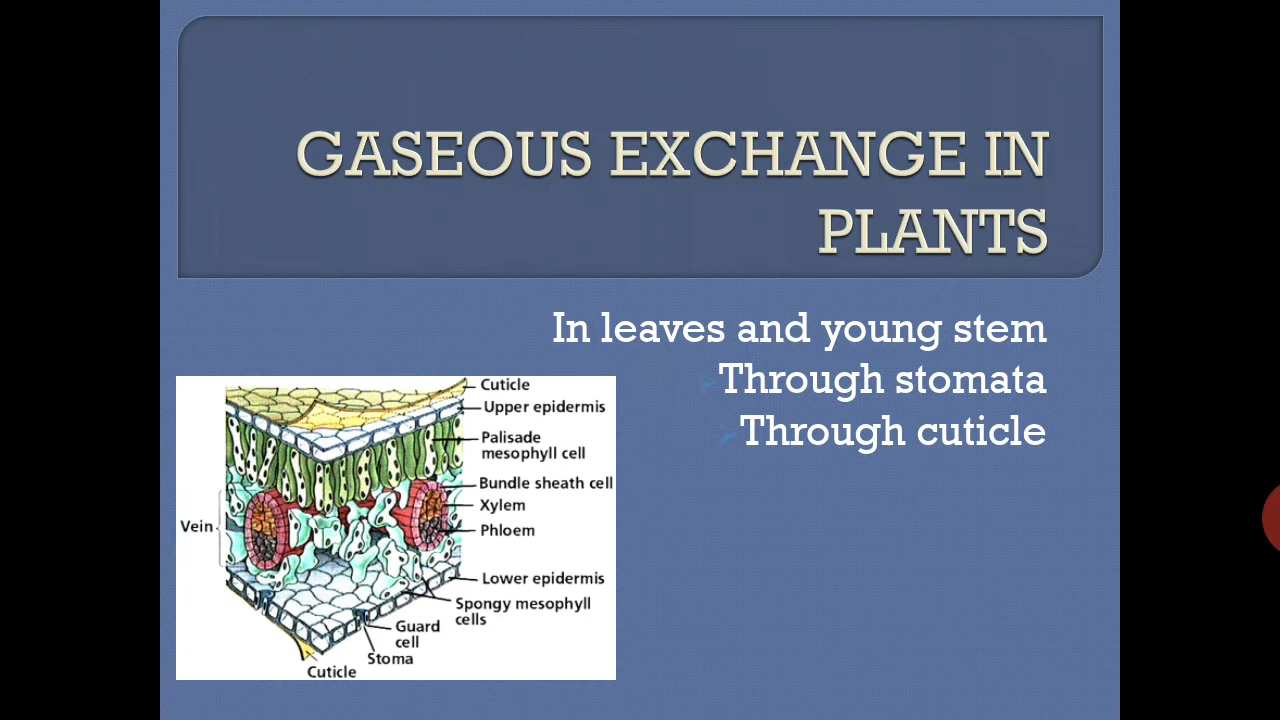 GASEOUS EXCHANGE IN
PLANTS
In leaves and young stem
Through stomata
Through cuticle
Cuticle
Upper epidermis
Palisade
mesophyll cell
Bundle sheath cell
Xylem
Vein
Phloem
Lower epidermis
Spongy mesophyll
cells
Guard
cell
Stoma
Cuticle